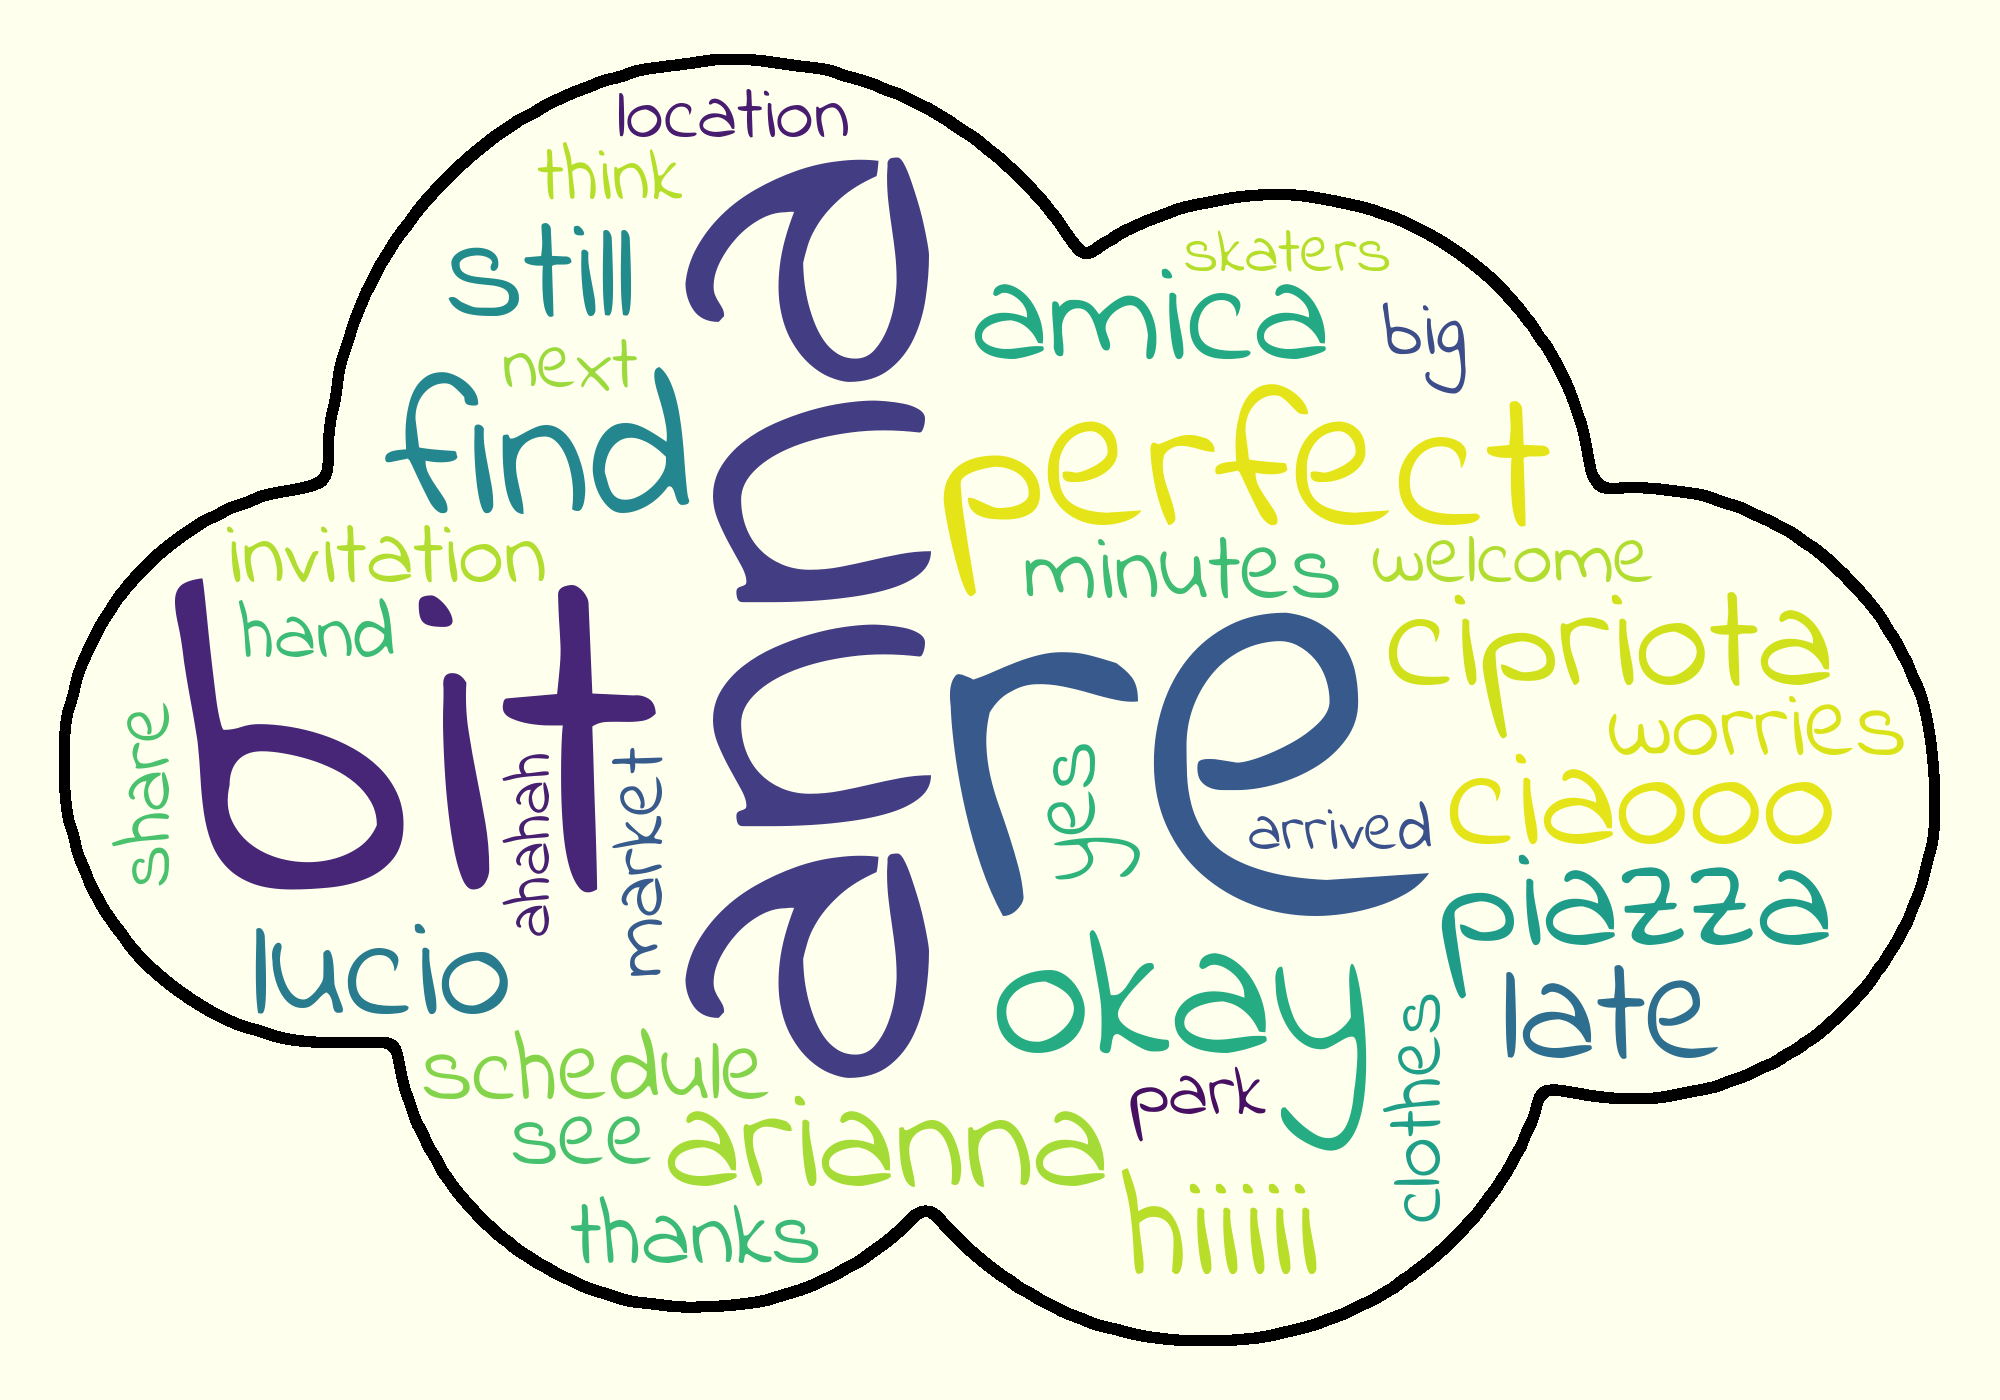 location
think
still
anna
skaters
amica
big
next
find
perfect
invitation
minutes
welcome
hand
bit
re
cipriota
worries
share
ahahah
market
yes
arrived
ciaooo
piazza
lucio
okay
late
clothes
schedule
park
see
arianna
hiiiii
thanks